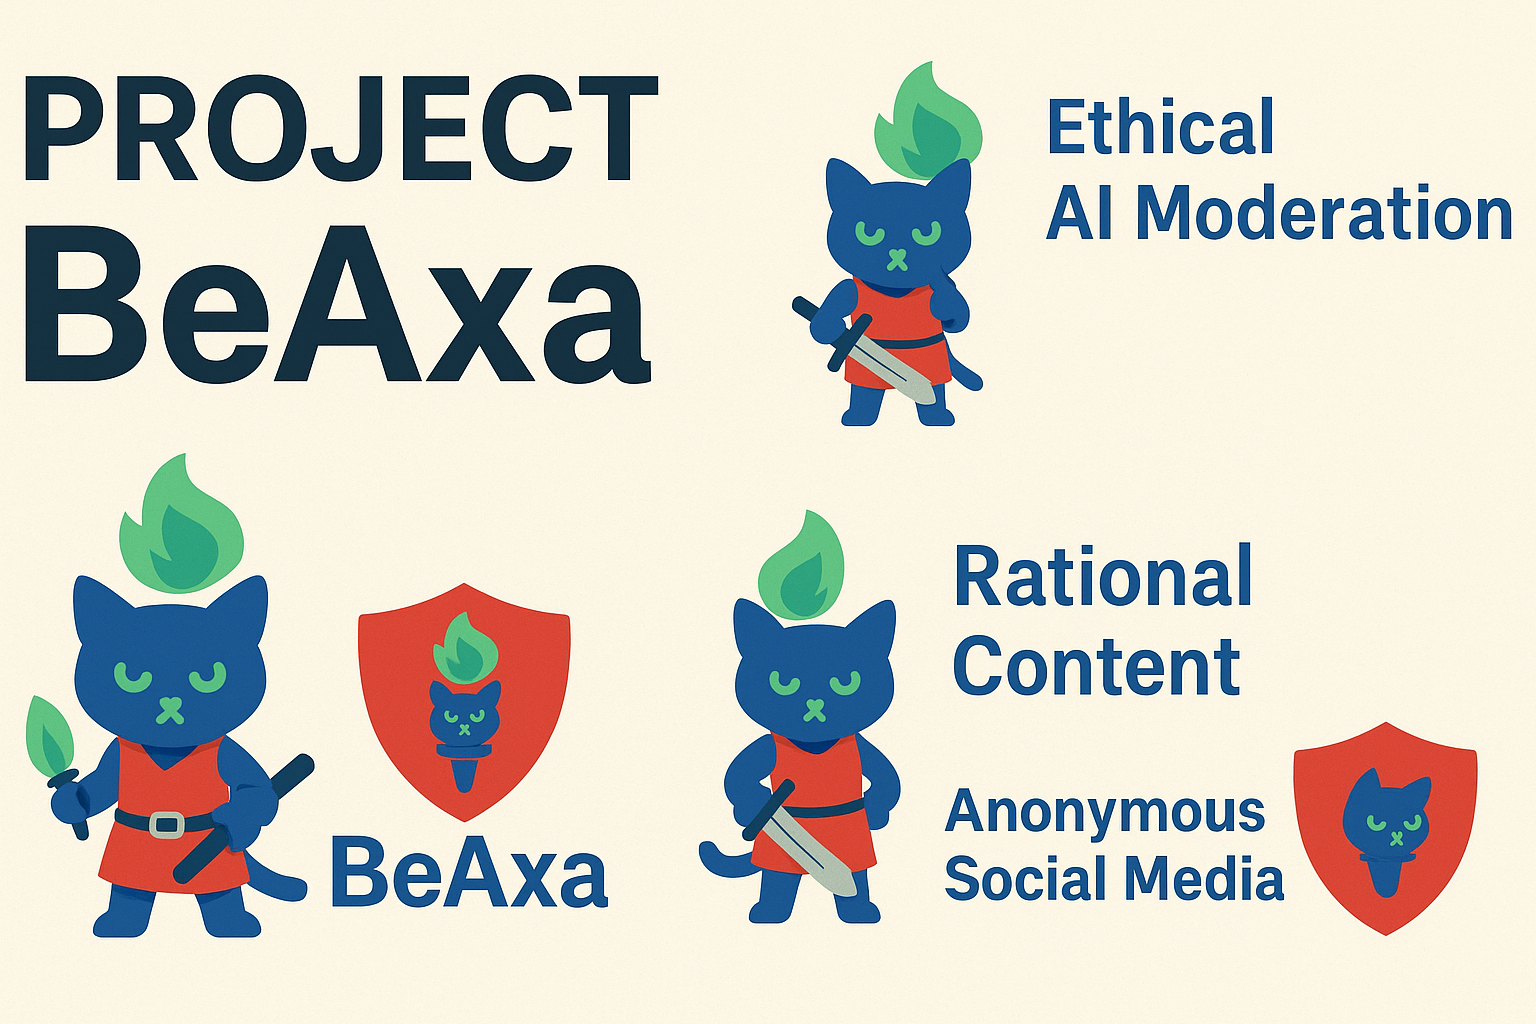 PROJECT
BeAxa
Ethical
AI Moderation
BeAxa
Rational
Content
Anonymous
Social Media